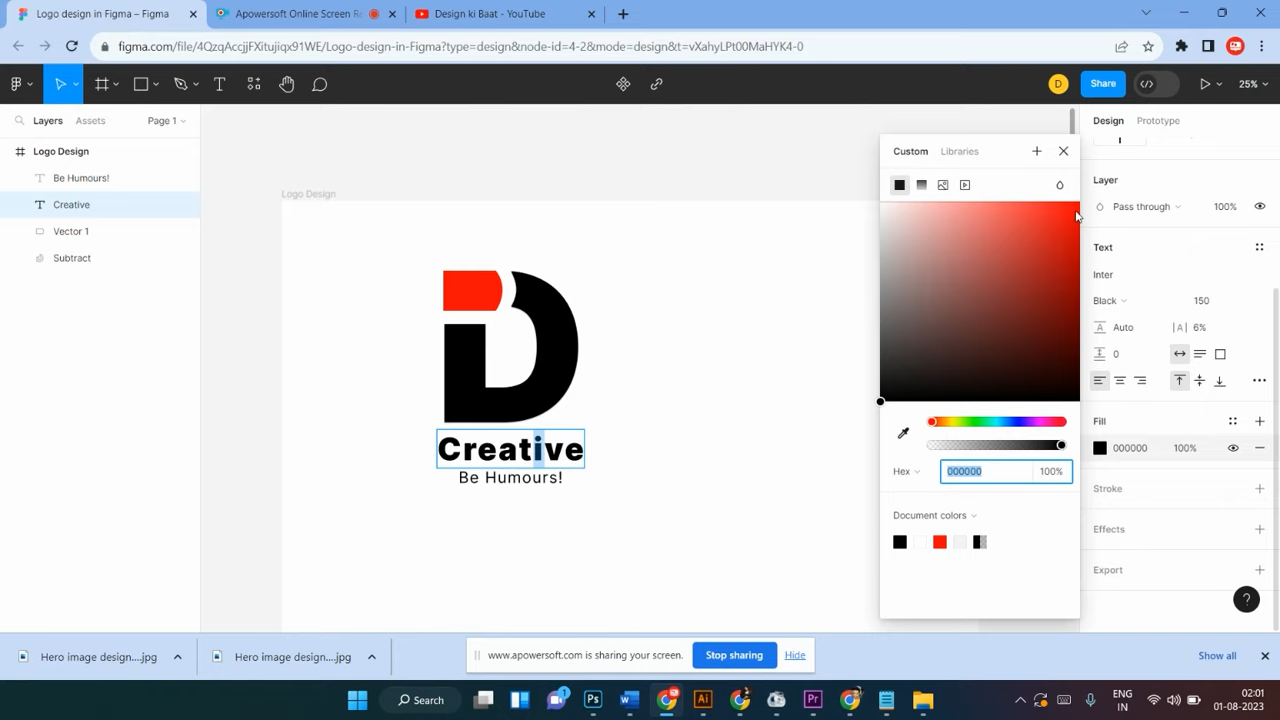 Logo design in Figma – Figma
Apowersoft Online Screen R
Design ki Baat - YouTube
figma.com/file/4QzqAccjjFXitujiqx91WE/Logo-design-in-Figma?type=design&node-id=4-2&mode=design&t=vXahyLPt00MaHYK4-0
D
Share
25%
Layers
Assets
Page 1
Design
Prototype
Logo Design
Be Humours!
Creative
Vector 1
Subtract
Logo Design
D
Creative
Be Humours!
Custom
Libraries
Hex
000000
100%
Document colors
Layer
Pass through
100%
Text
Inter
Black
150
Auto
6%
0
Fill
000000
100%
Stroke
Effects
Export
?
Hero image design....jpg
Hero image design....jpg
www.apowersoft.com is sharing your screen.
Stop sharing
Hide
Show all
Search
1
Ps
Ai
Pr
ENG
IN
02:01
01-08-2023